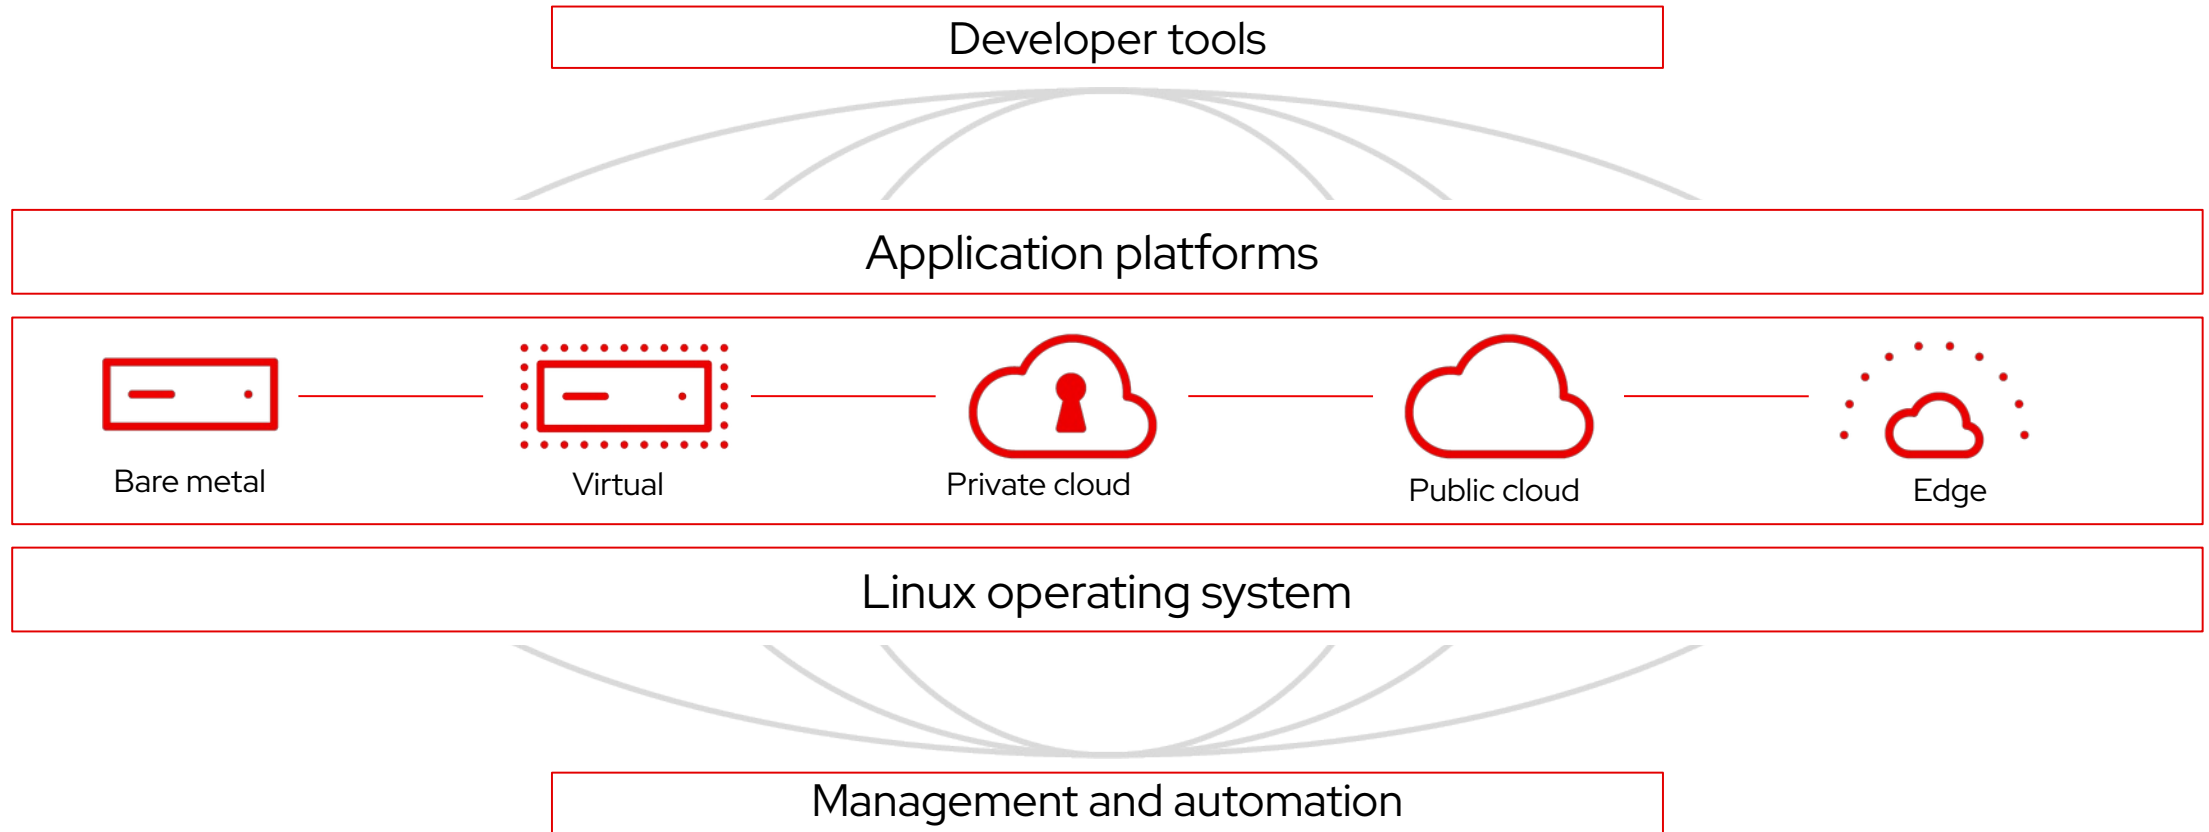 Developer tools
Application platforms
Bare metal
Virtual
Private cloud
Public cloud
Edge
Linux operating system
Management and automation